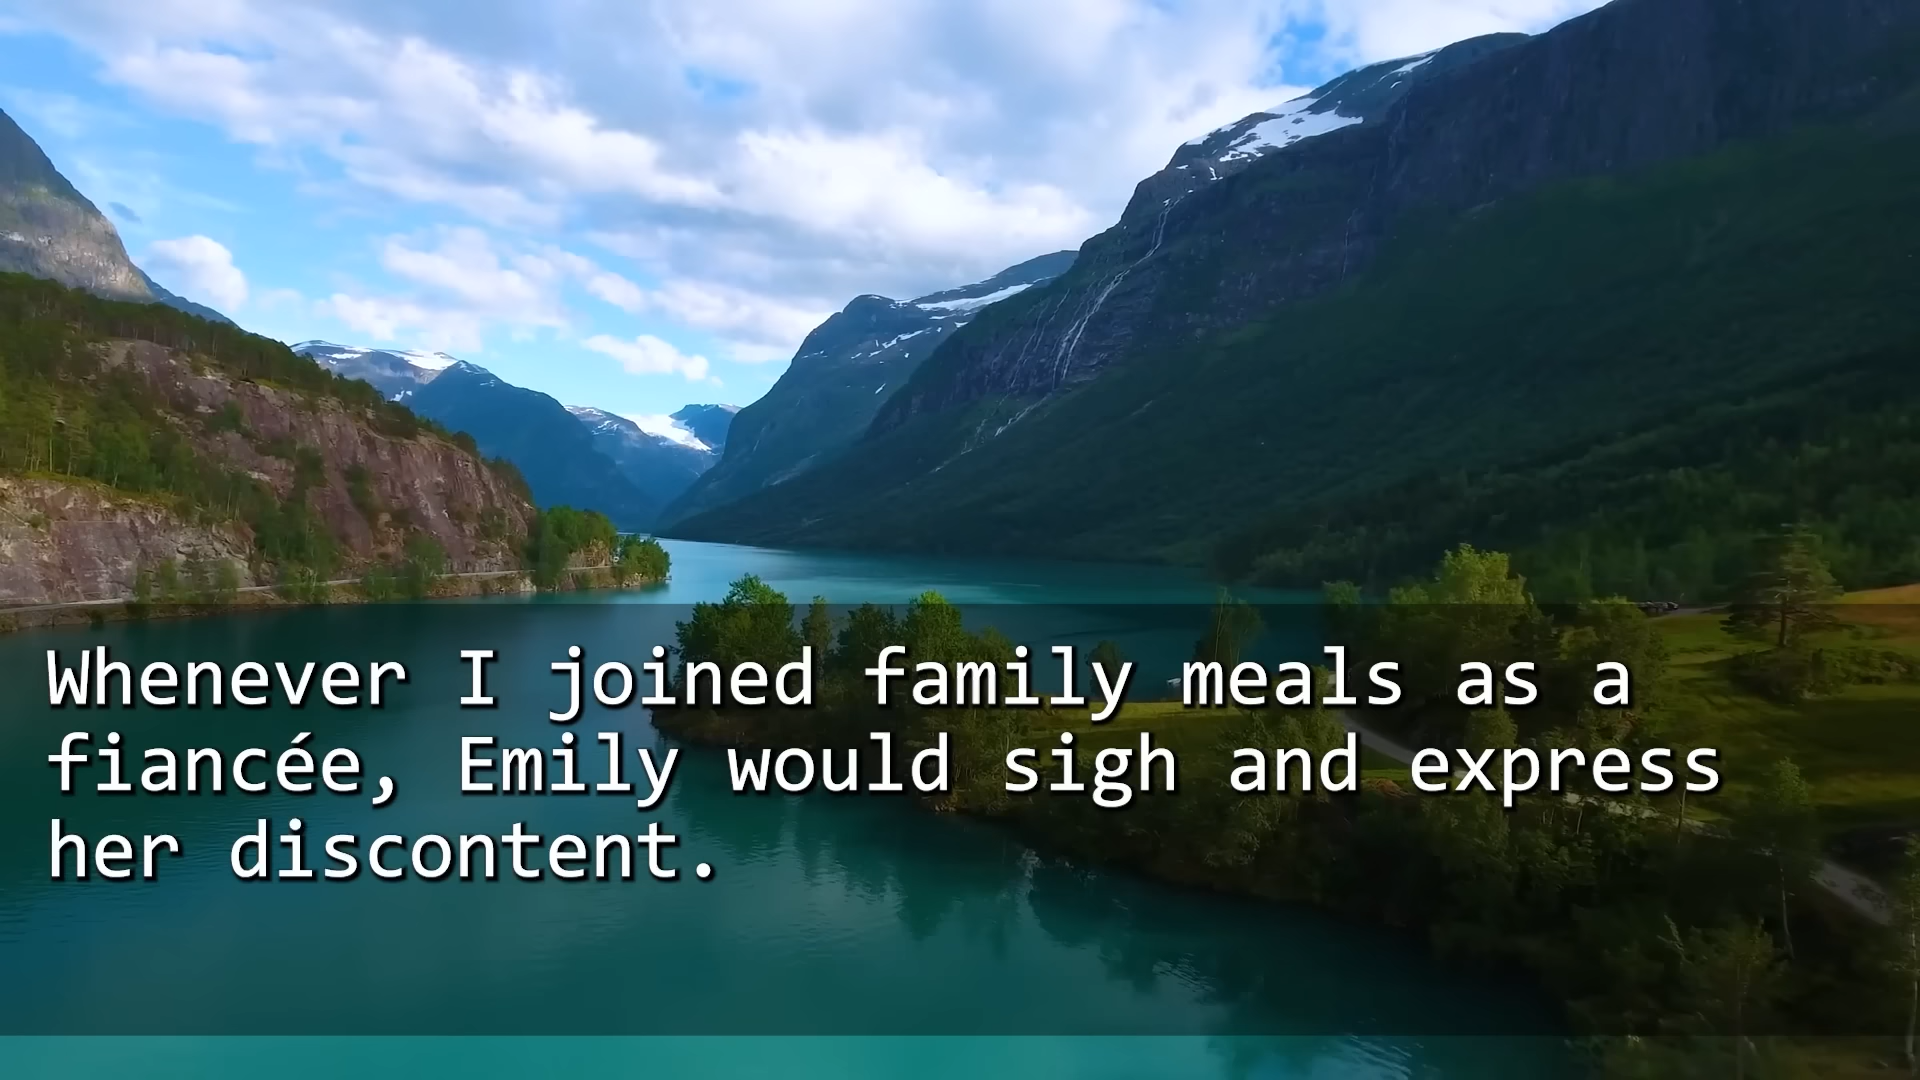 Whenever I joined family meals as a
fiancée, Emily would sigh and express
her discontent.